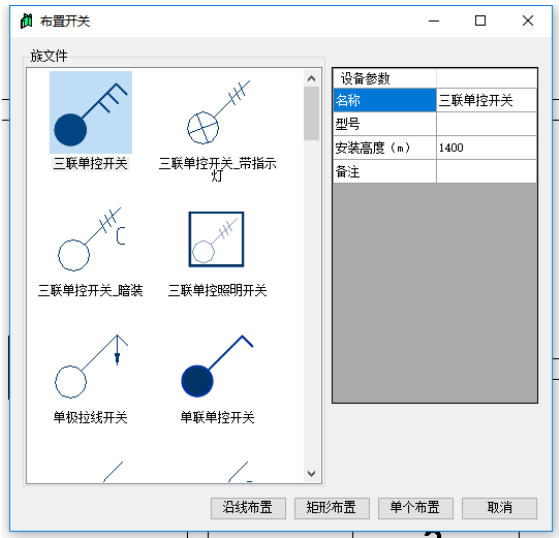 布置开关
族文件
三联单控开关
三联单控开关_带指示
灯
三联单控开关_暗装
三联单控照明开关
单极拉线开关
单联单控开关
设备参数
名称 三联单控开关
型号
安装高度（m） 1400
备注
沿线布置 矩形布置 单个布置 取消